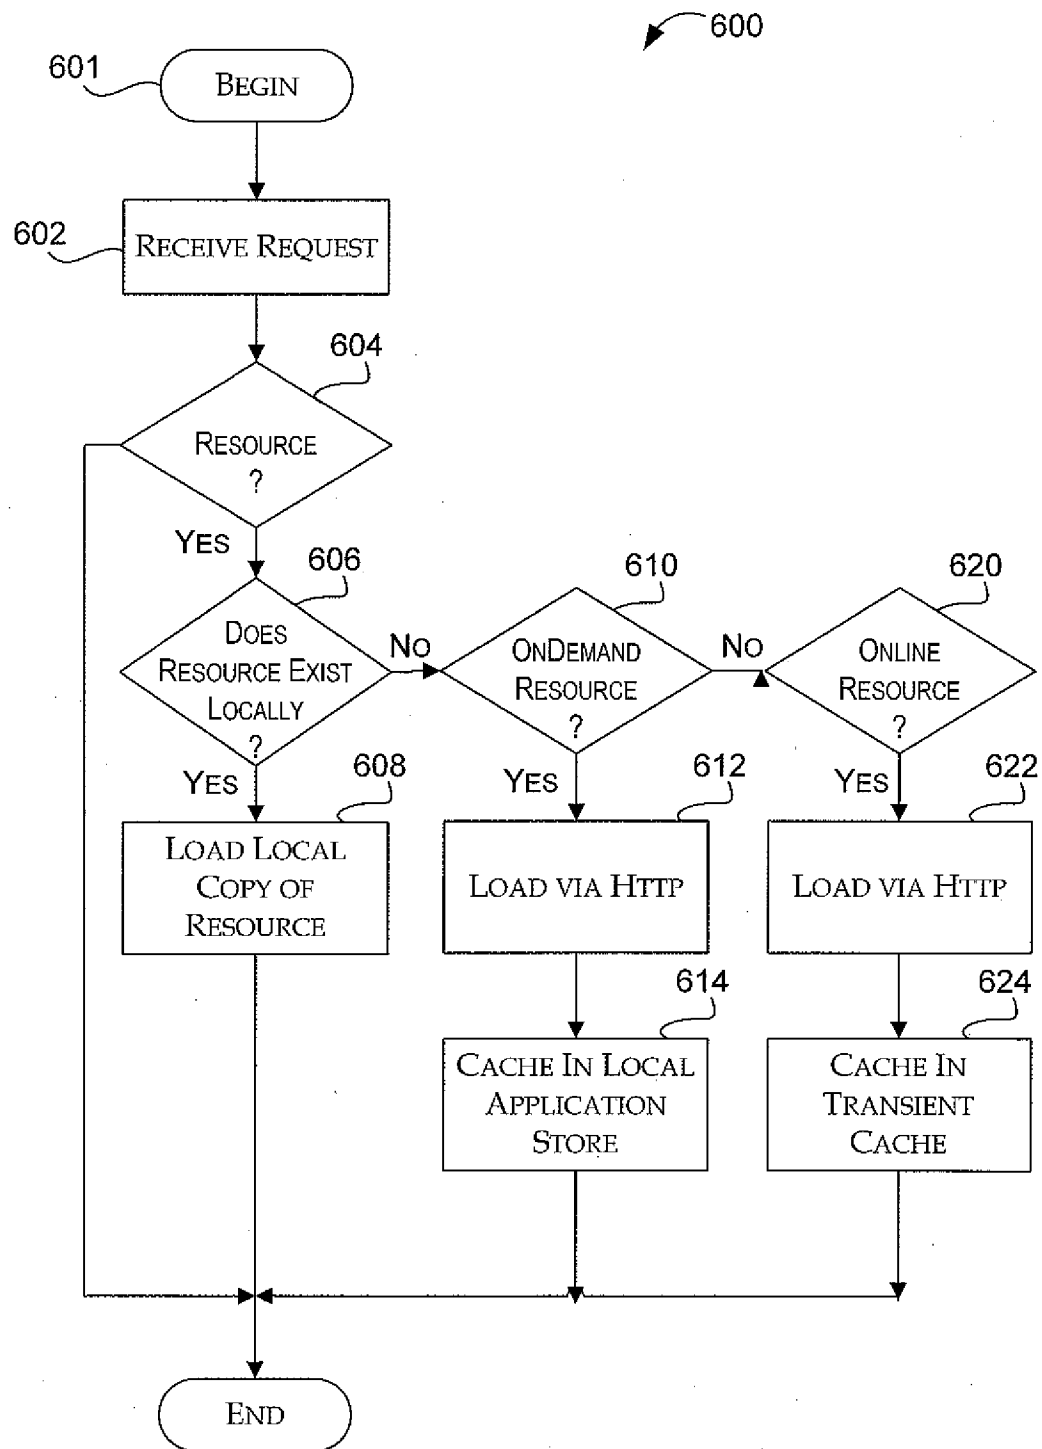 600
601
BEGIN
602
RECEIVE REQUEST
604
RESOURCE
?
YES
606
DOES
RESOURCE EXIST
LOCALLY
?
NO
610
ONDEMAND
RESOURCE
?
NO
620
ONLINE
RESOURCE
?
YES
608
LOAD LOCAL
COPY OF
RESOURCE
YES
612
LOAD VIA HTTP
YES
622
LOAD VIA HTTP
614
CACHE IN LOCAL
APPLICATION
STORE
624
CACHE IN
TRANSIENT
CACHE
END